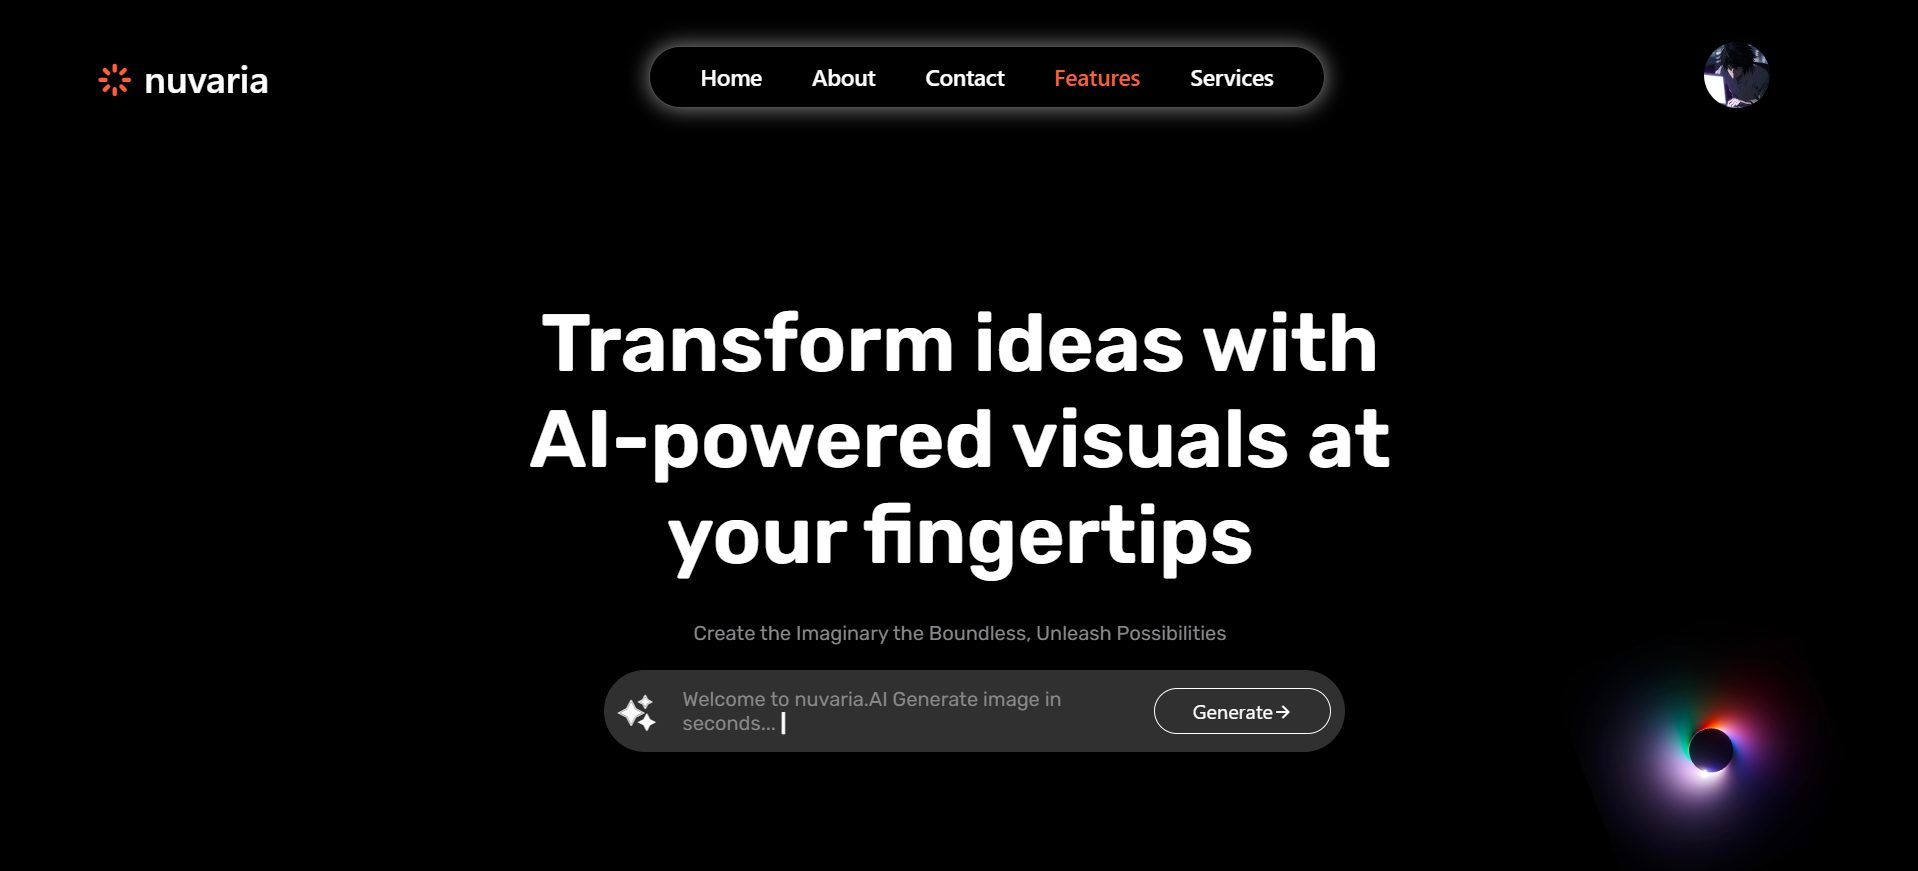 nuvaria
Home About Contact Features Services
Transform ideas with
AI-powered visuals at
your fingertips
Create the Imaginary the Boundless, Unleash Possibilities
Welcome to nuvaria.AI Generate image in
seconds...
Generate→